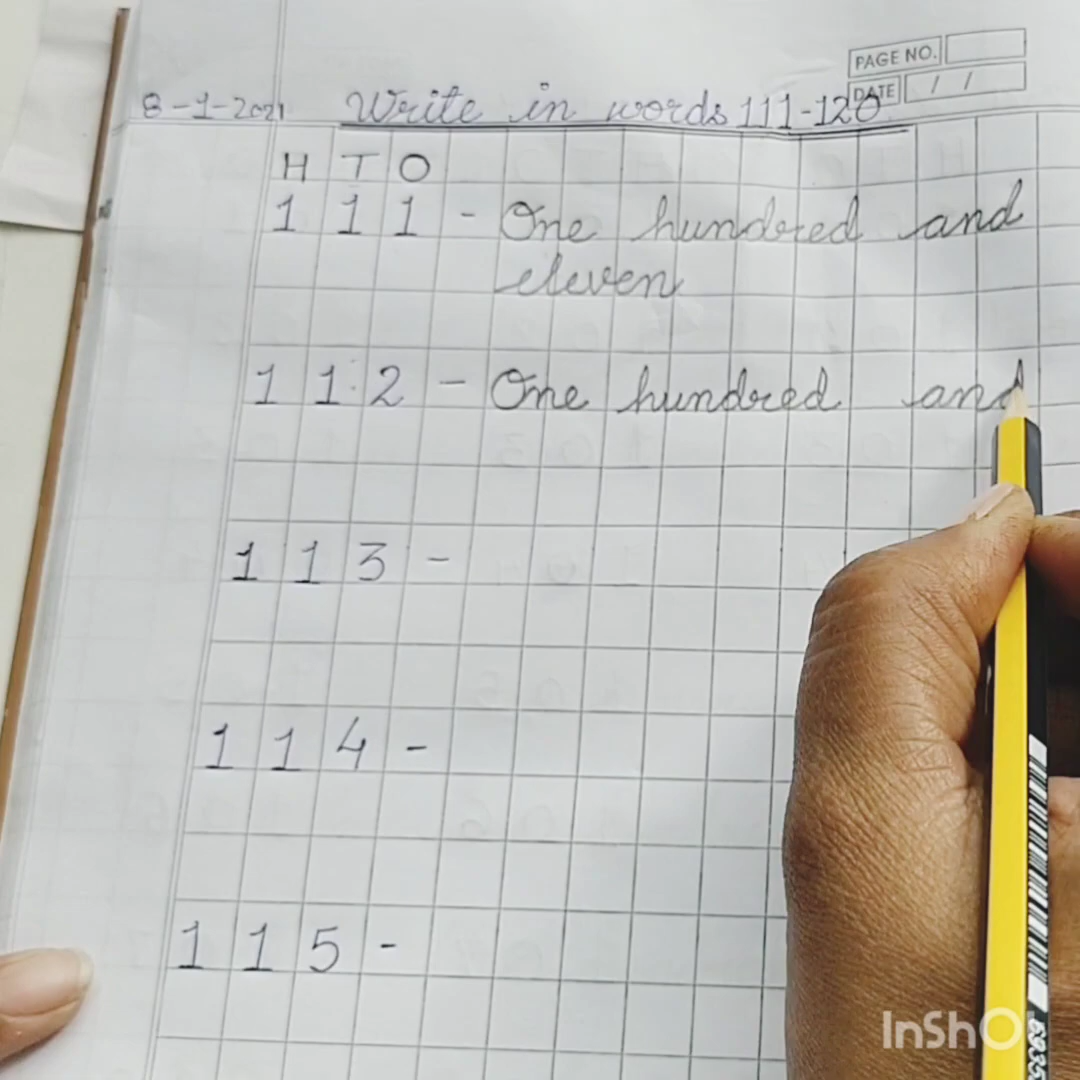 PAGE NO.
DATE / /
8-1-2021 Write in words 111-120
H T O
1 1 1 - One hundred and
eleven
1 1 2 - One hundred and
1 1 3 -
1 1 4 -
1 1 5 -
InShO